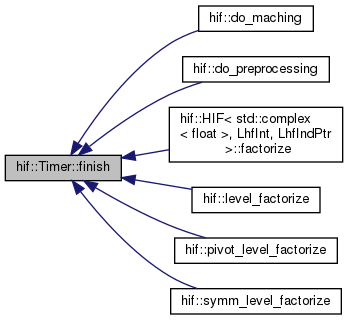 hif::do_maching
hif::do_preprocessing
hif::HIF< std::complex
< float >, LhfInt, LhfIndPtr
>::factorize
hif::Timer::finish
hif::level_factorize
hif::pivot_level_factorize
hif::symm_level_factorize